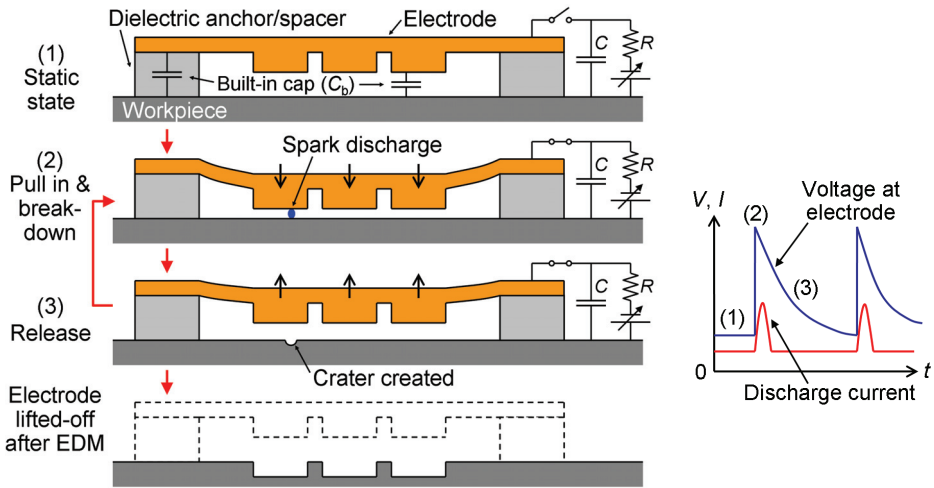 Dielectric anchor/spacer
Electrode
(1)
Static
state
Built-in cap (Cb)
C
R
Workpiece
(2)
Pull in &
break-
down
Spark discharge
C
R
(3)
Release
C
R
Crater created
Electrode
lifted-off
after EDM
V, I
(2)
Voltage at
electrode
(3)
(1)
0
t
Discharge current